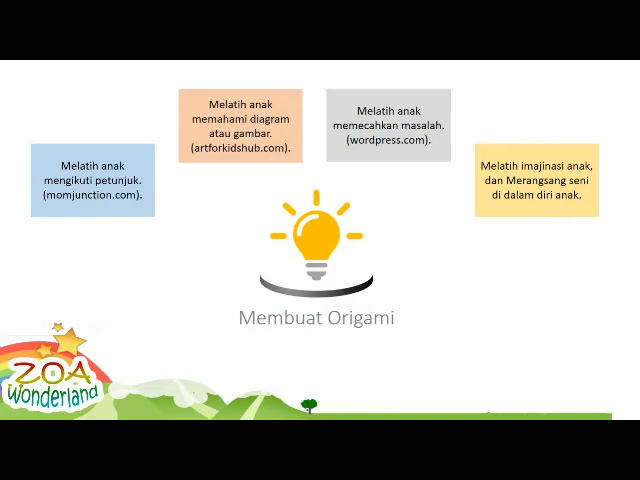 Melatih anak
mengikuti petunjuk.
(momjunction.com).
Melatih anak
memahami diagram
atau gambar.
(artforkidshub.com).
Melatih anak
memecahkan masalah.
(wordpress.com).
Melatih imajinasi anak,
dan Merangsang seni
di dalam diri anak.
Membuat Origami
ZOA
Wonderland